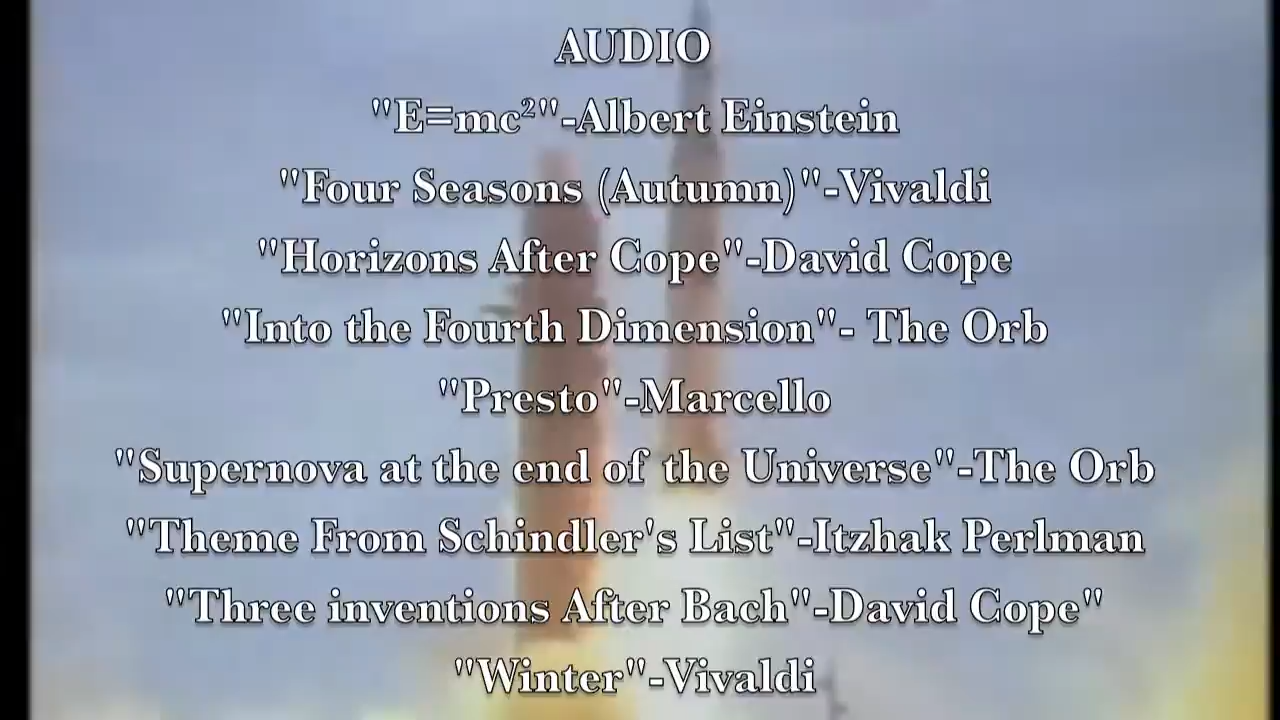 AUDIO
"E=mc²"-Albert Einstein
"Four Seasons (Autumn)"-Vivaldi
"Horizons After Cope"-David Cope
"Into the Fourth Dimension"- The Orb
"Presto"-Marcello
"Supernova at the end of the Universe"-The Orb
"Theme From Schindler's List"-Itzhak Perlman
"Three inventions After Bach"-David Cope"
"Winter"-Vivaldi